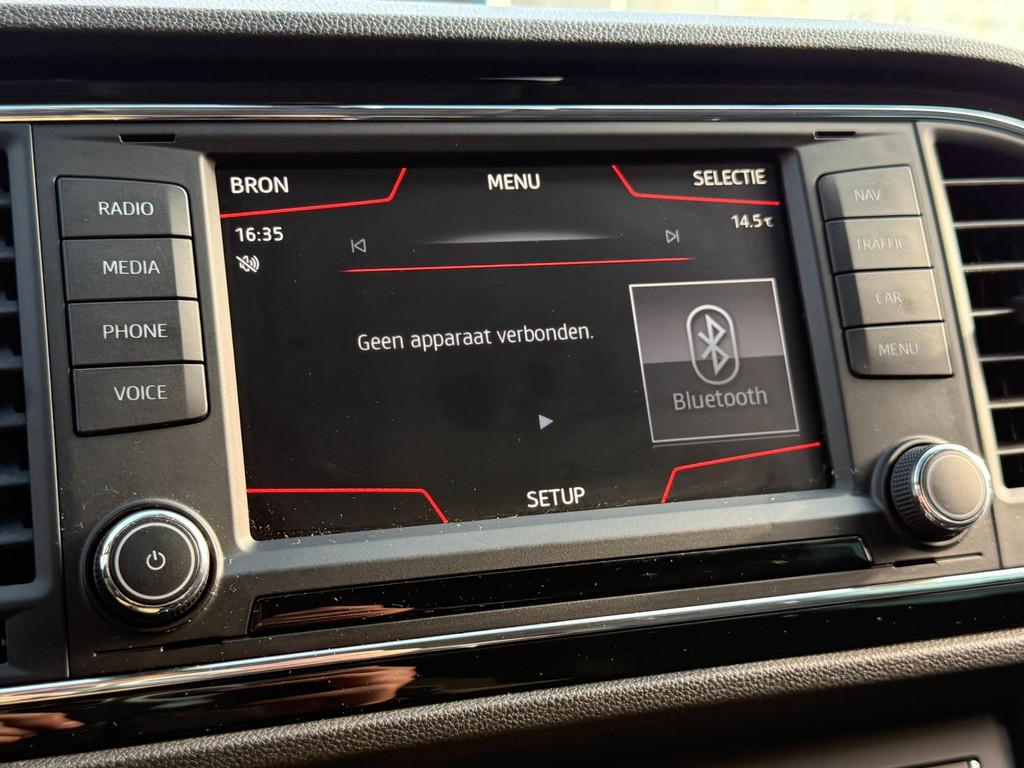 BRON MENU SELECTIE
16:35 14.5℃
Geen apparaat verbonden.
Bluetooth
SETUP
RADIO
MEDIA
PHONE
VOICE
NAV
TRAFFIC
CAR
MENU